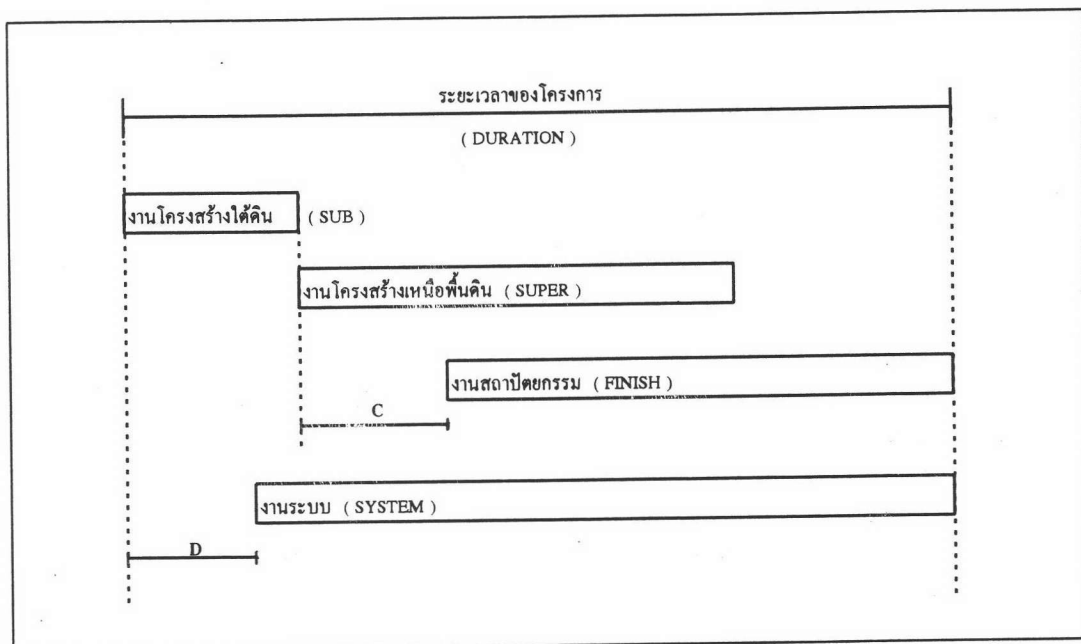 ระยะเวลาของโครงการ
( DURATION )
งานโครงสร้างใต้ดิน ( SUB )
งานโครงสร้างเหนือพื้นดิน ( SUPER )
งานสถาปัตยกรรม ( FINISH )
C
งานระบบ ( SYSTEM )
D